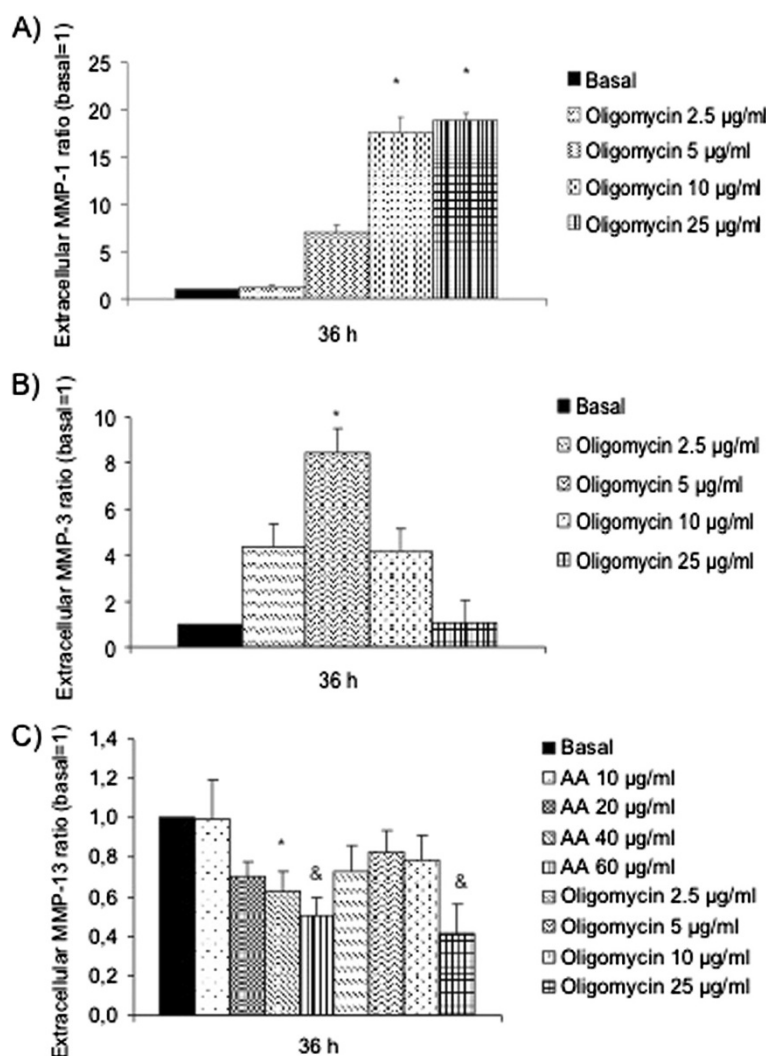 A)
Extracellular MMP-1 ratio (basal=1)
25
20
15
10
5
0
*
*
36 h
Basal
Oligomycin 2.5 µg/ml
Oligomycin 5 µg/ml
Oligomycin 10 µg/ml
Oligomycin 25 µg/ml
B)
Extracellular MMP-3 ratio (basal=1)
10
8
6
4
2
0
*
36 h
Basal
Oligomycin 2.5 µg/ml
Oligomycin 5 µg/ml
Oligomycin 10 µg/ml
Oligomycin 25 µg/ml
C)
Extracellular MMP-13 ratio (basal=1)
1,4
1,2
1,0
0,8
0,6
0,4
0,2
0,0
*
&
&
36 h
Basal
AA 10 µg/ml
AA 20 µg/ml
AA 40 µg/ml
AA 60 µg/ml
Oligomycin 2.5 µg/ml
Oligomycin 5 µg/ml
Oligomycin 10 µg/ml
Oligomycin 25 µg/ml